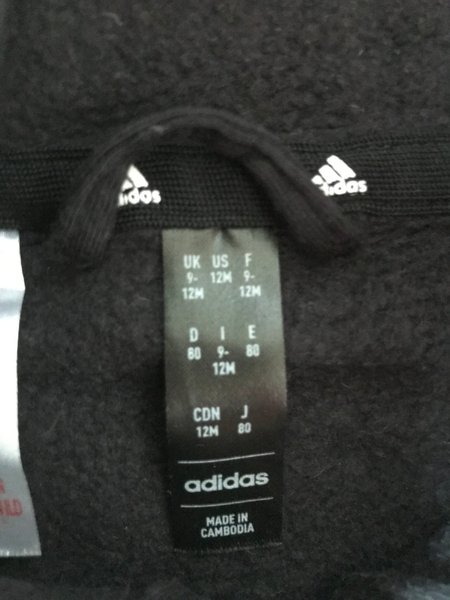 adidas
adidas
UK US F
9- 12M 9-
12M 12M
D I E
80 9- 80
12M
CDN J
12M 80
adidas
MADE IN
CAMBODIA